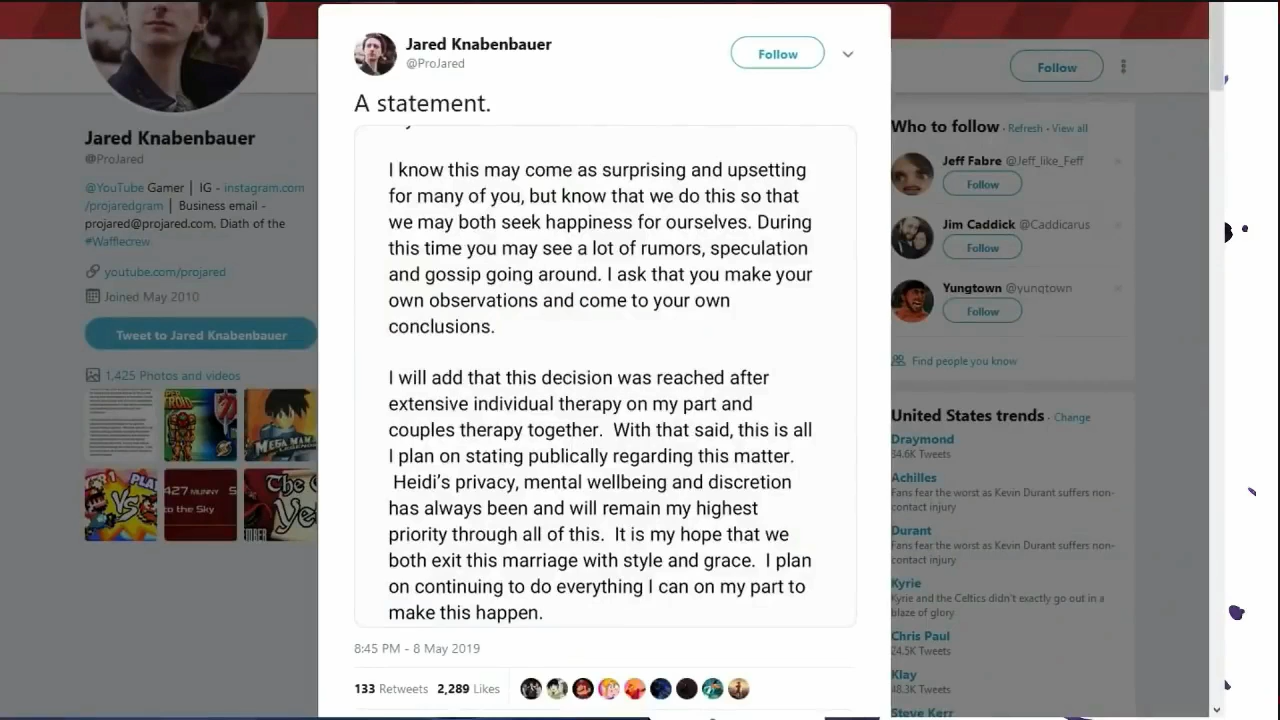 Jared Knabenbauer
@ProJared
Follow
A statement.
I know this may come as surprising and upsetting
for many of you, but know that we do this so that
we may both seek happiness for ourselves. During
this time you may see a lot of rumors, speculation
and gossip going around. I ask that you make your
own observations and come to your own
conclusions.
I will add that this decision was reached after
extensive individual therapy on my part and
couples therapy together. With that said, this is all
I plan on stating publically regarding this matter.
Heidi's privacy, mental wellbeing and discretion
has always been and will remain my highest
priority through all of this. It is my hope that we
both exit this marriage with style and grace. I plan
on continuing to do everything I can on my part to
make this happen.
8:45 PM - 8 May 2019
133 Retweets 2,289 Likes
Jared Knabenbauer
@ProJared
@YouTube Gamer | IG - instagram.com
/projaredgram | Business email -
projared@projared.com. Diath of the
#Wafflecrew
youtube.com/projared
Joined May 2010
Tweet to Jared Knabenbauer
1,425 Photos and videos
MEGA MAN
VS
427
to the Sky
The
Follow
Who to follow · Refresh · View all
Jeff Fabre @Jeff_like_Feff
Follow
Jim Caddick @Caddicarus
Follow
Yungtown @yungtown
Follow
Find people you know
United States trends · Change
Draymond
34.6K Tweets
Achilles
Fans fear the worst as Kevin Durant suffers non-
contact injury
Durant
Fans fear the worst as Kevin Durant suffers non-
contact injury
Kyrie
Kyrie and the Celtics didn't exactly go out in a
blaze of glory
Chris Paul
24.5K Tweets
Klay
48.3K Tweets
Steve Kerr